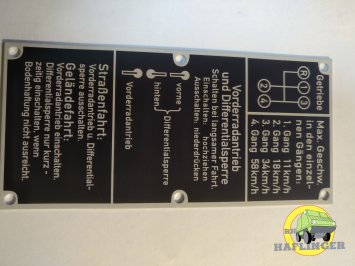 Getriebe
R 1 3
2 4
Max. Geschw.
in den einzel-
nen Gängen:
1. Gang 11km/h
2. Gang 18km/h
3. Gang 34km/h
4. Gang 58km/h
Vorderradantrieb
und Differentialsperre
Schalten bei langsamer Fahrt.
Einschalten: hochziehen
Ausschalten: niederdrücken
vorne
hinten
Differentialsperre
Vorderradantrieb
Straßenfahrt:
Vorderradantrieb u. Differential-
sperre ausschalten.
Geländefahrt:
Vorderradantrieb einschalten
Differentialsperre nur kurz-
zeitig einschalten, wenn
Bodenhaftung nicht ausreicht.
HAFLINGER